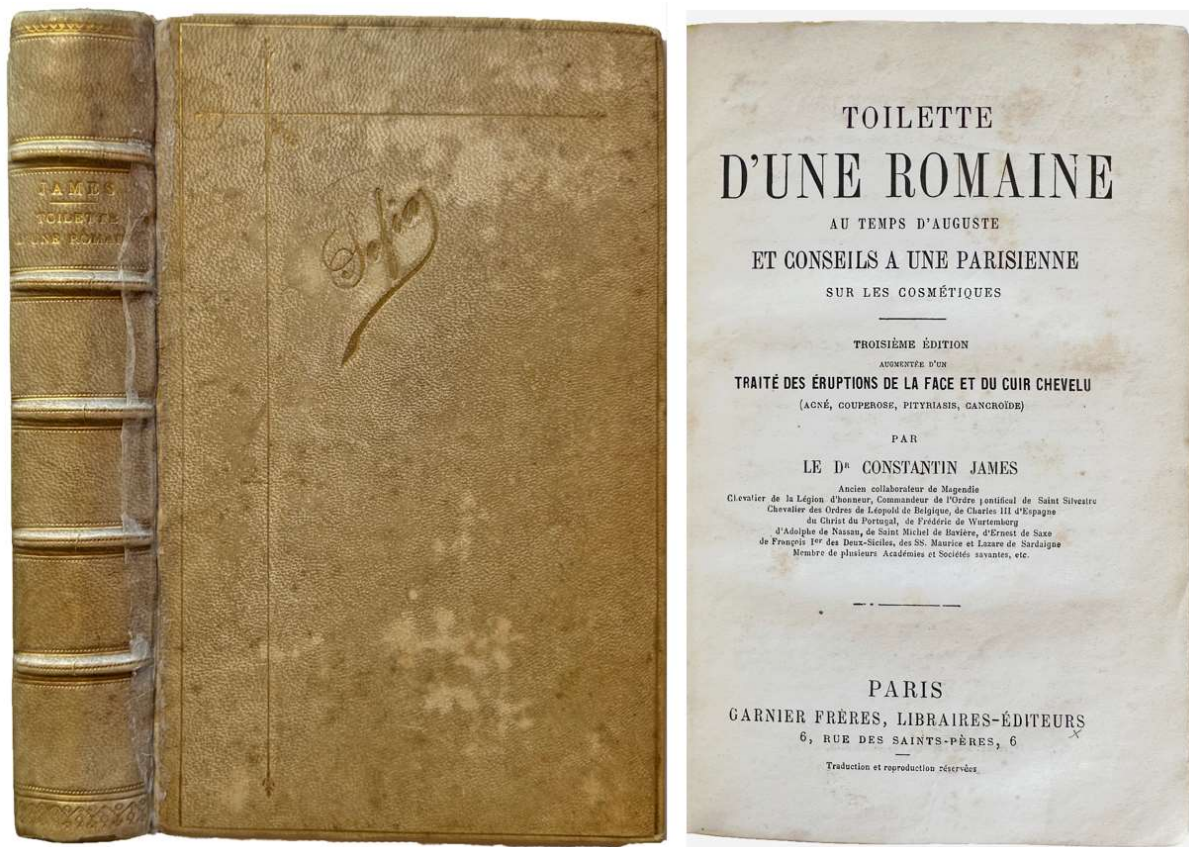 JAMES
TOILETTE
D'UNE ROMAI
Sofia
TOILETTE
D'UNE ROMAINE
AU TEMPS D'AUGUSTE
ET CONSEILS A UNE PARISIENNE
SUR LES COSMÉTIQUES
TROISIÈME ÉDITION
AUGMENTÉE D'UN
TRAITÉ DES ÉRUPTIONS DE LA FACE ET DU CUIR CHEVELU
(ACNÉ, COUPEROSE, PITYRIASIS, CANCROÏDE)
PAR
LE Dr CONSTANTIN JAMES
Ancien collaborateur de Magendie
Chevalier de la Légion d'honneur, Commandeur de l'Ordre pontifical de Saint Silvestre
Chevalier des Ordres de Léopold de Belgique, de Charles III d'Espagne
du Christ du Portugal, de Frédéric de Wurtemberg
d'Adolphe de Nassau, de Saint Michel de Bavière, d'Ernest de Saxe
de François Ier des Deux-Siciles, des SS. Maurice et Lazare de Sardaigne
Membre de plusieurs Académies et Sociétés savantes, etc.
PARIS
GARNIER FRÈRES, LIBRAIRES-ÉDITEURS
6, RUE DES SAINTS-PÈRES, 6
Traduction et reproduction réservées